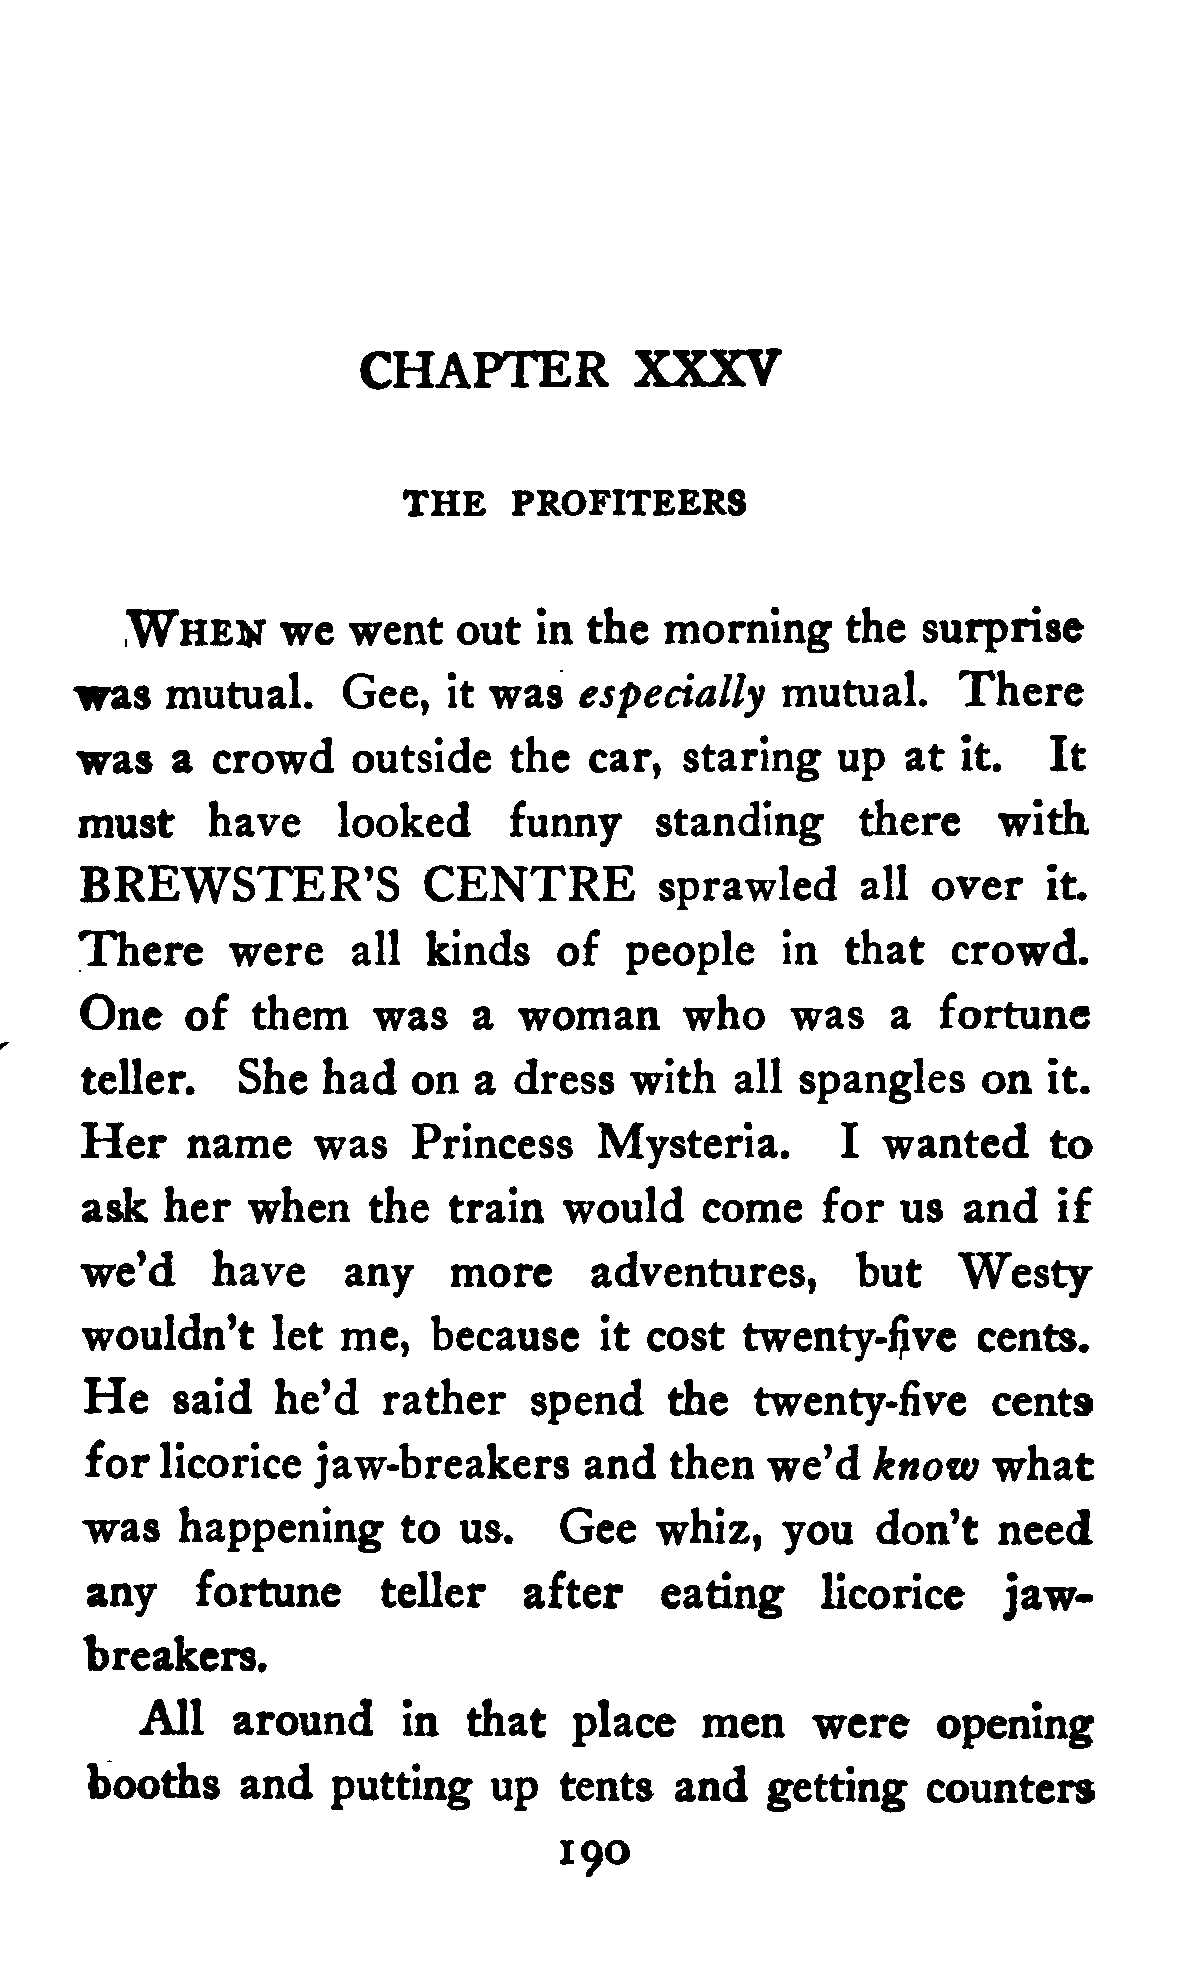 CHAPTER XXXV
THE PROFITEERS
WHEN we went out in the morning the surprise
was mutual. Gee, it was especially mutual. There
was a crowd outside the car, staring up at it. It
must have looked funny standing there with
BREWSTER'S CENTRE sprawled all over it.
There were all kinds of people in that crowd.
One of them was a woman who was a fortune
teller. She had on a dress with all spangles on it.
Her name was Princess Mysteria. I wanted to
ask her when the train would come for us and if
we'd have any more adventures, but Westy
wouldn't let me, because it cost twenty-five cents.
He said he'd rather spend the twenty-five cents
for licorice jaw-breakers and then we'd know what
was happening to us. Gee whiz, you don't need
any fortune teller after eating licorice jaw-
breakers.
All around in that place men were opening
booths and putting up tents and getting counters
190